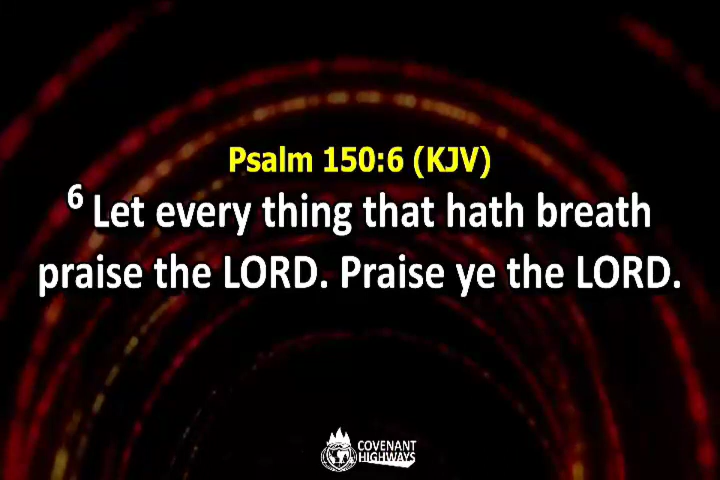 Psalm 150:6 (KJV)
6 Let every thing that hath breath
praise the LORD. Praise ye the LORD.
COVENANT
HIGHWAYS